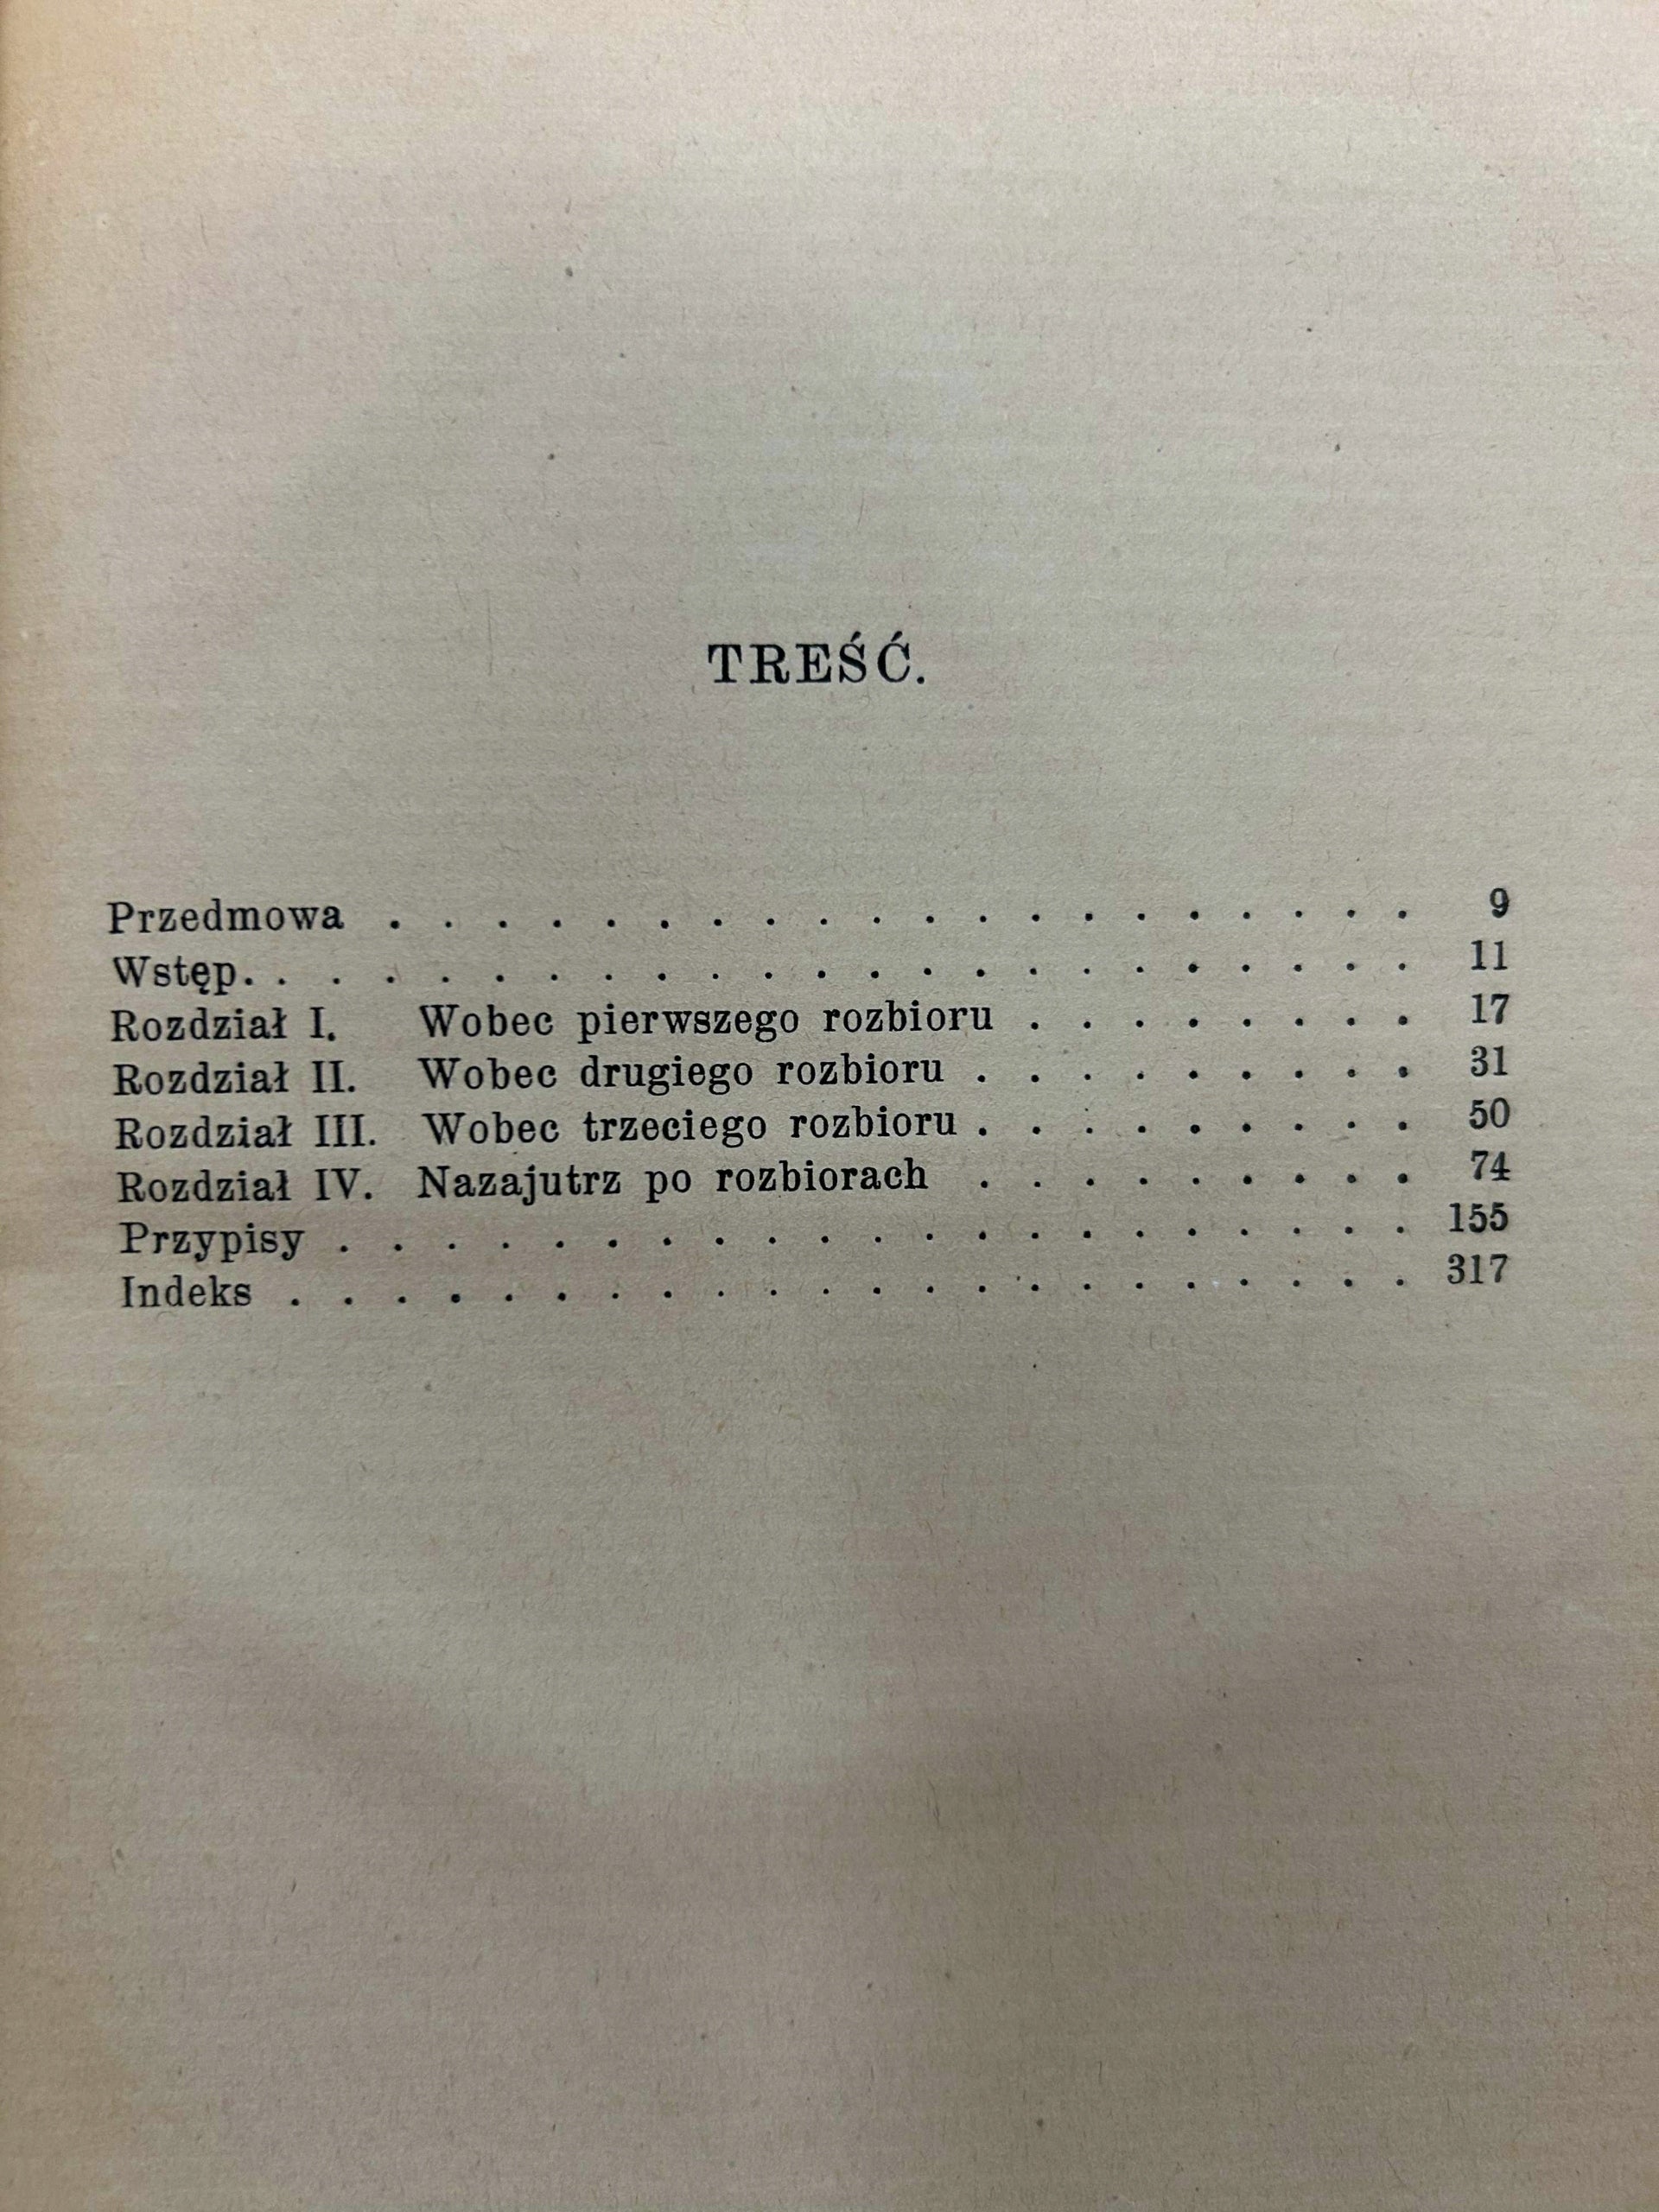 TREŚĆ.
Przedmowa . . . . . . . . . . . . . . . . . . . . 9
Wstęp. . . . . . . . . . . . . . . . . . . . . . . 11
Rozdział I. Wobec pierwszego rozbioru . . . . . . . . 17
Rozdział II. Wobec drugiego rozbioru . . . . . . . . . 31
Rozdział III. Wobec trzeciego rozbioru . . . . . . . . . 50
Rozdział IV. Nazajutrz po rozbiorach . . . . . . . . . 74
Przypisy . . . . . . . . . . . . . . . . . . . . . 155
Indeks . . . . . . . . . . . . . . . . . . . . . . 317